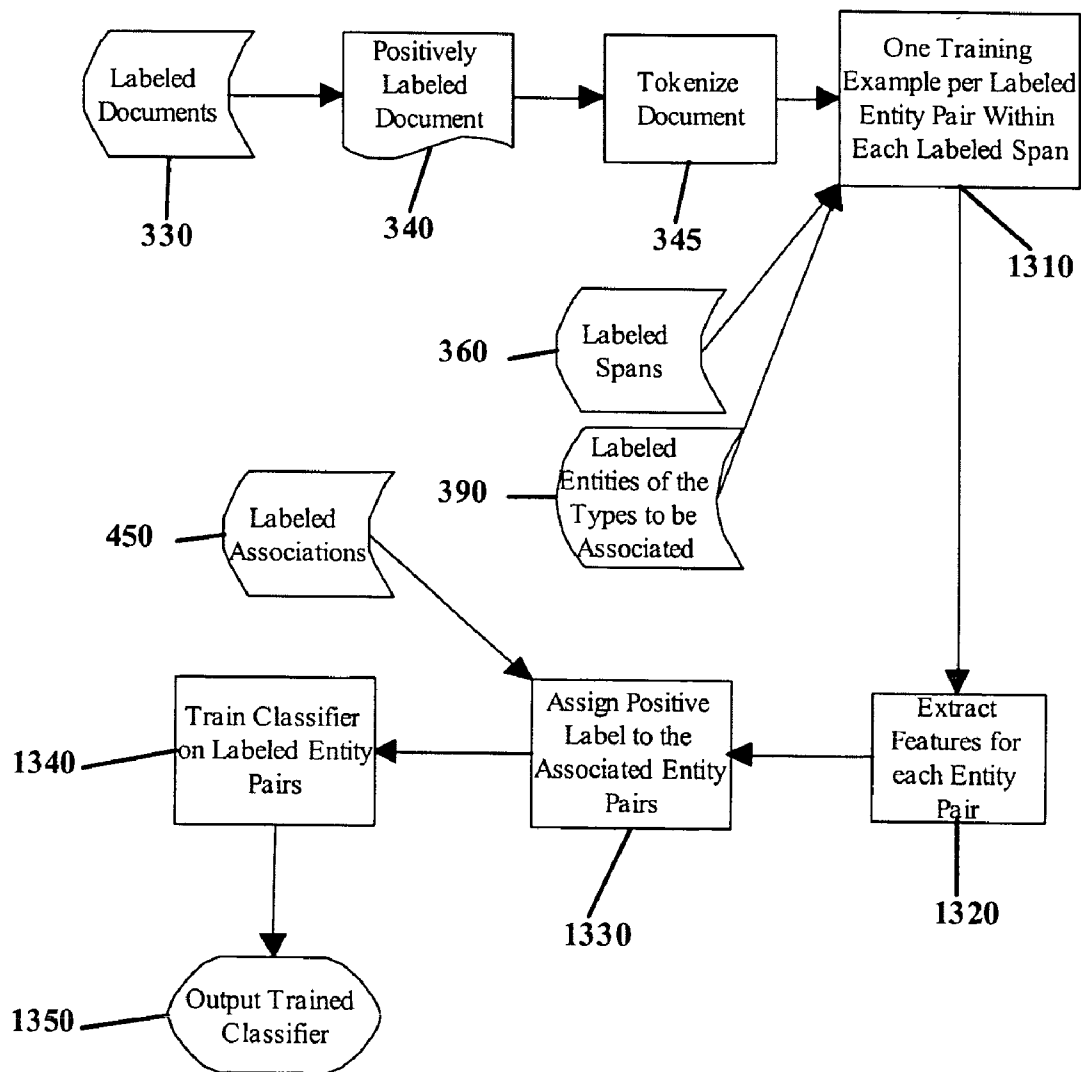 Labeled
Documents
Positively
Labeled
Document
Tokenize
Document
One Training
Example per Labeled
Entity Pair Within
Each Labeled Span
330
340
345
1310
360
Labeled
Spans
390
Labeled
Entities of the
Types to be
Associated
450
Labeled
Associations
1340
Train Classifier
on Labeled Entity
Pairs
Assign Positive
Label to the
Associated Entity
Pairs
Extract
Features for
each Entity
Pair
1330
1320
1350
Output Trained
Classifier